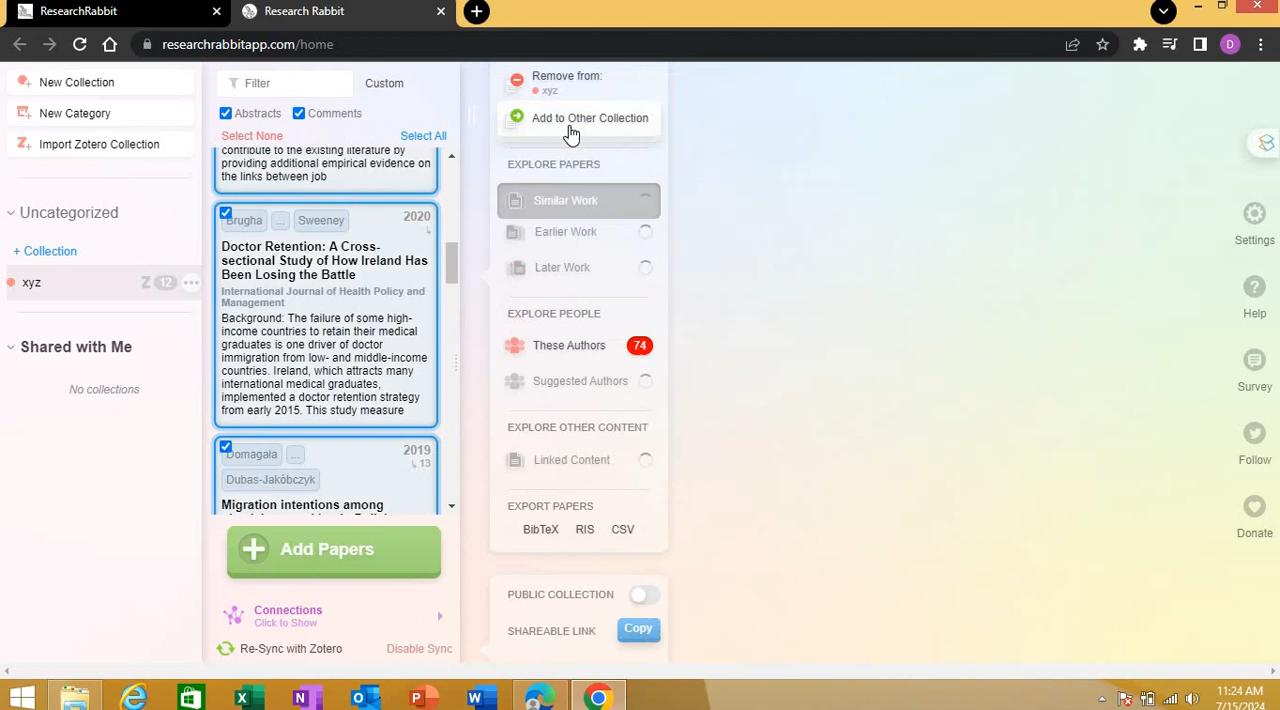 ResearchRabbit
Research Rabbit
researchrabbitapp.com/home
D
New Collection
New Category
Import Zotero Collection
Uncategorized
+ Collection
xyz
Z 12
Shared with Me
No collections
Filter
Custom
Abstracts
Comments
Select None
Select All
contribute to the existing literature by
providing additional empirical evidence on
the links between job
Brugha ... Sweeney 2020
Doctor Retention: A Cross-
sectional Study of How Ireland Has
Been Losing the Battle
International Journal of Health Policy and
Management
Background: The failure of some high-
income countries to retain their medical
graduates is one driver of doctor
immigration from low- and middle-income
countries. Ireland, which attracts many
international medical graduates,
implemented a doctor retention strategy
from early 2015. This study measure
Domagała ... 2019
Dubas-Jakóbczyk 13
Migration intentions among
Add Papers
Connections
Click to Show
Re-Sync with Zotero
Disable Sync
Remove from:
xyz
Add to Other Collection
EXPLORE PAPERS
Similar Work
Earlier Work
Later Work
EXPLORE PEOPLE
These Authors 74
Suggested Authors
EXPLORE OTHER CONTENT
Linked Content
EXPORT PAPERS
BibTeX RIS CSV
PUBLIC COLLECTION
SHAREABLE LINK Copy
Settings
Help
Survey
Follow
Donate
11:24 AM
7/15/2024